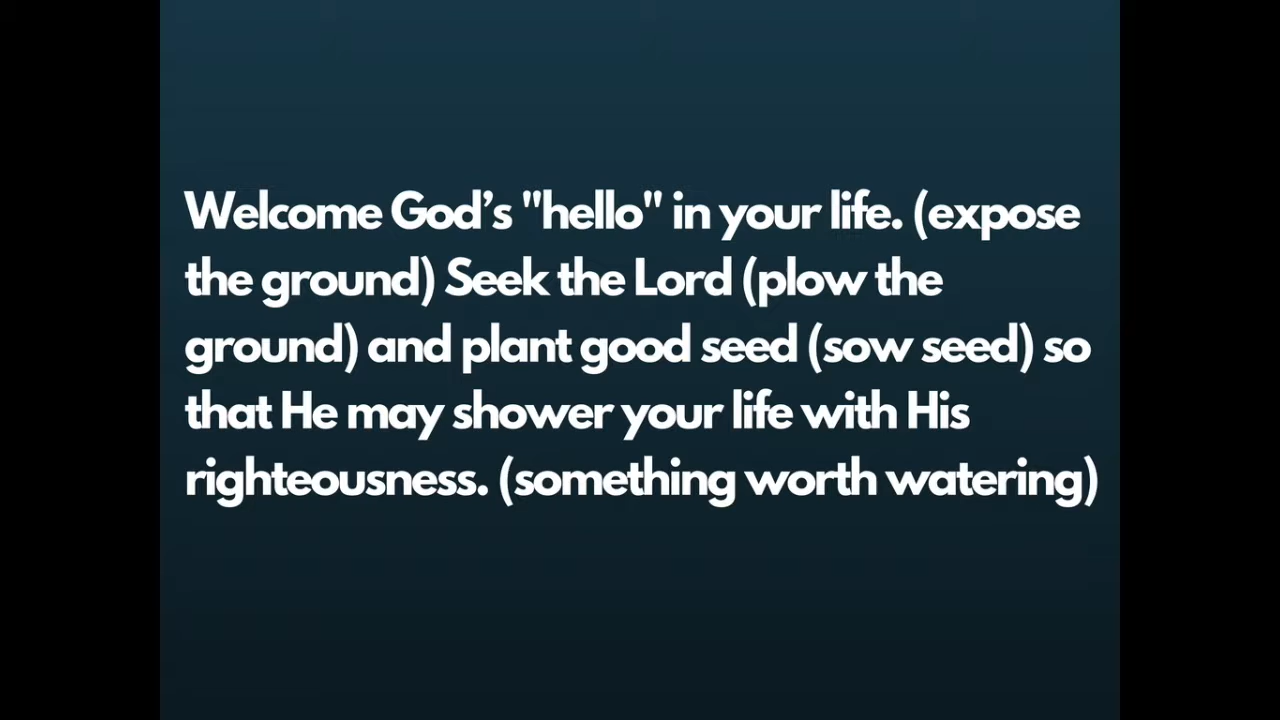 Welcome God’s "hello" in your life. (expose
the ground) Seek the Lord (plow the
ground) and plant good seed (sow seed) so
that He may shower your life with His
righteousness. (something worth watering)